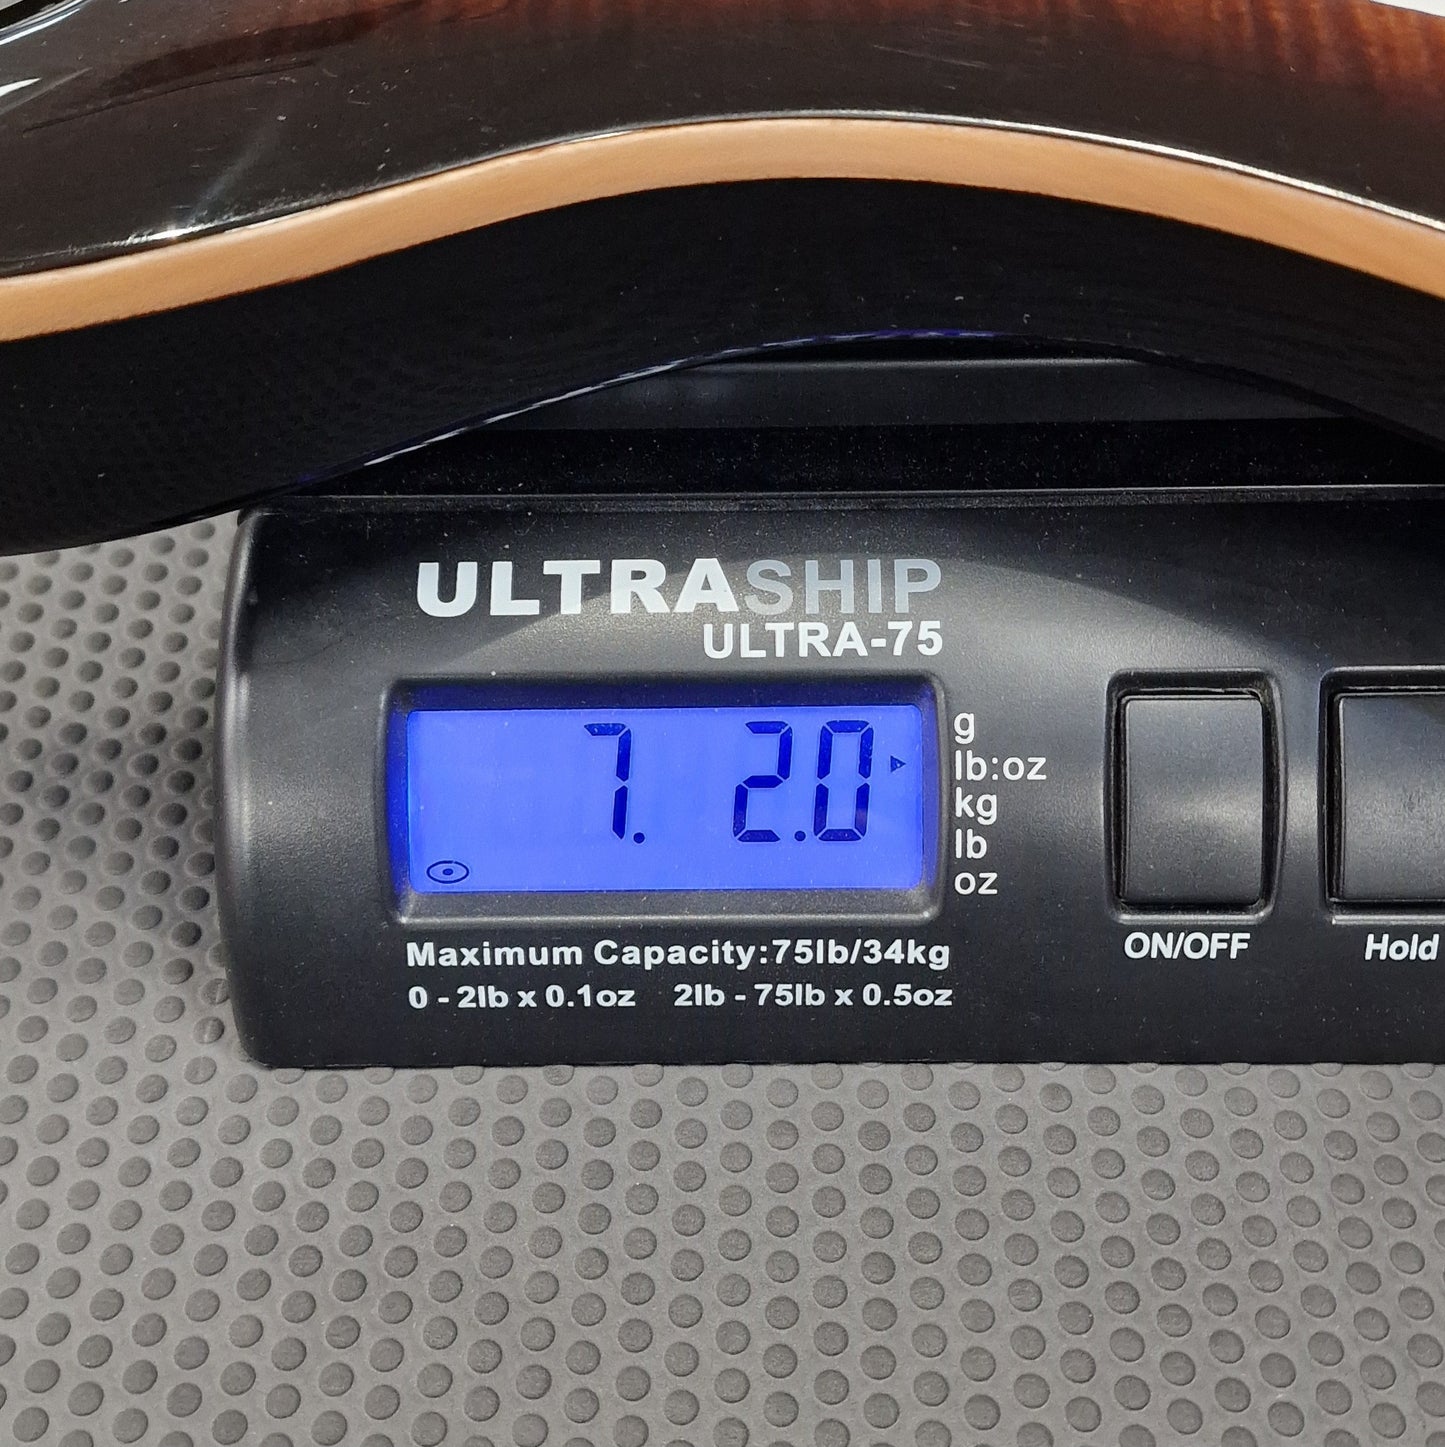 ULTRASHIP
ULTRA-75
7. 2.0
g
lb:oz
kg
lb
oz
ON/OFF
Hold
Maximum Capacity:75lb/34kg
0 - 2lb x 0.1oz 2lb - 75lb x 0.5oz